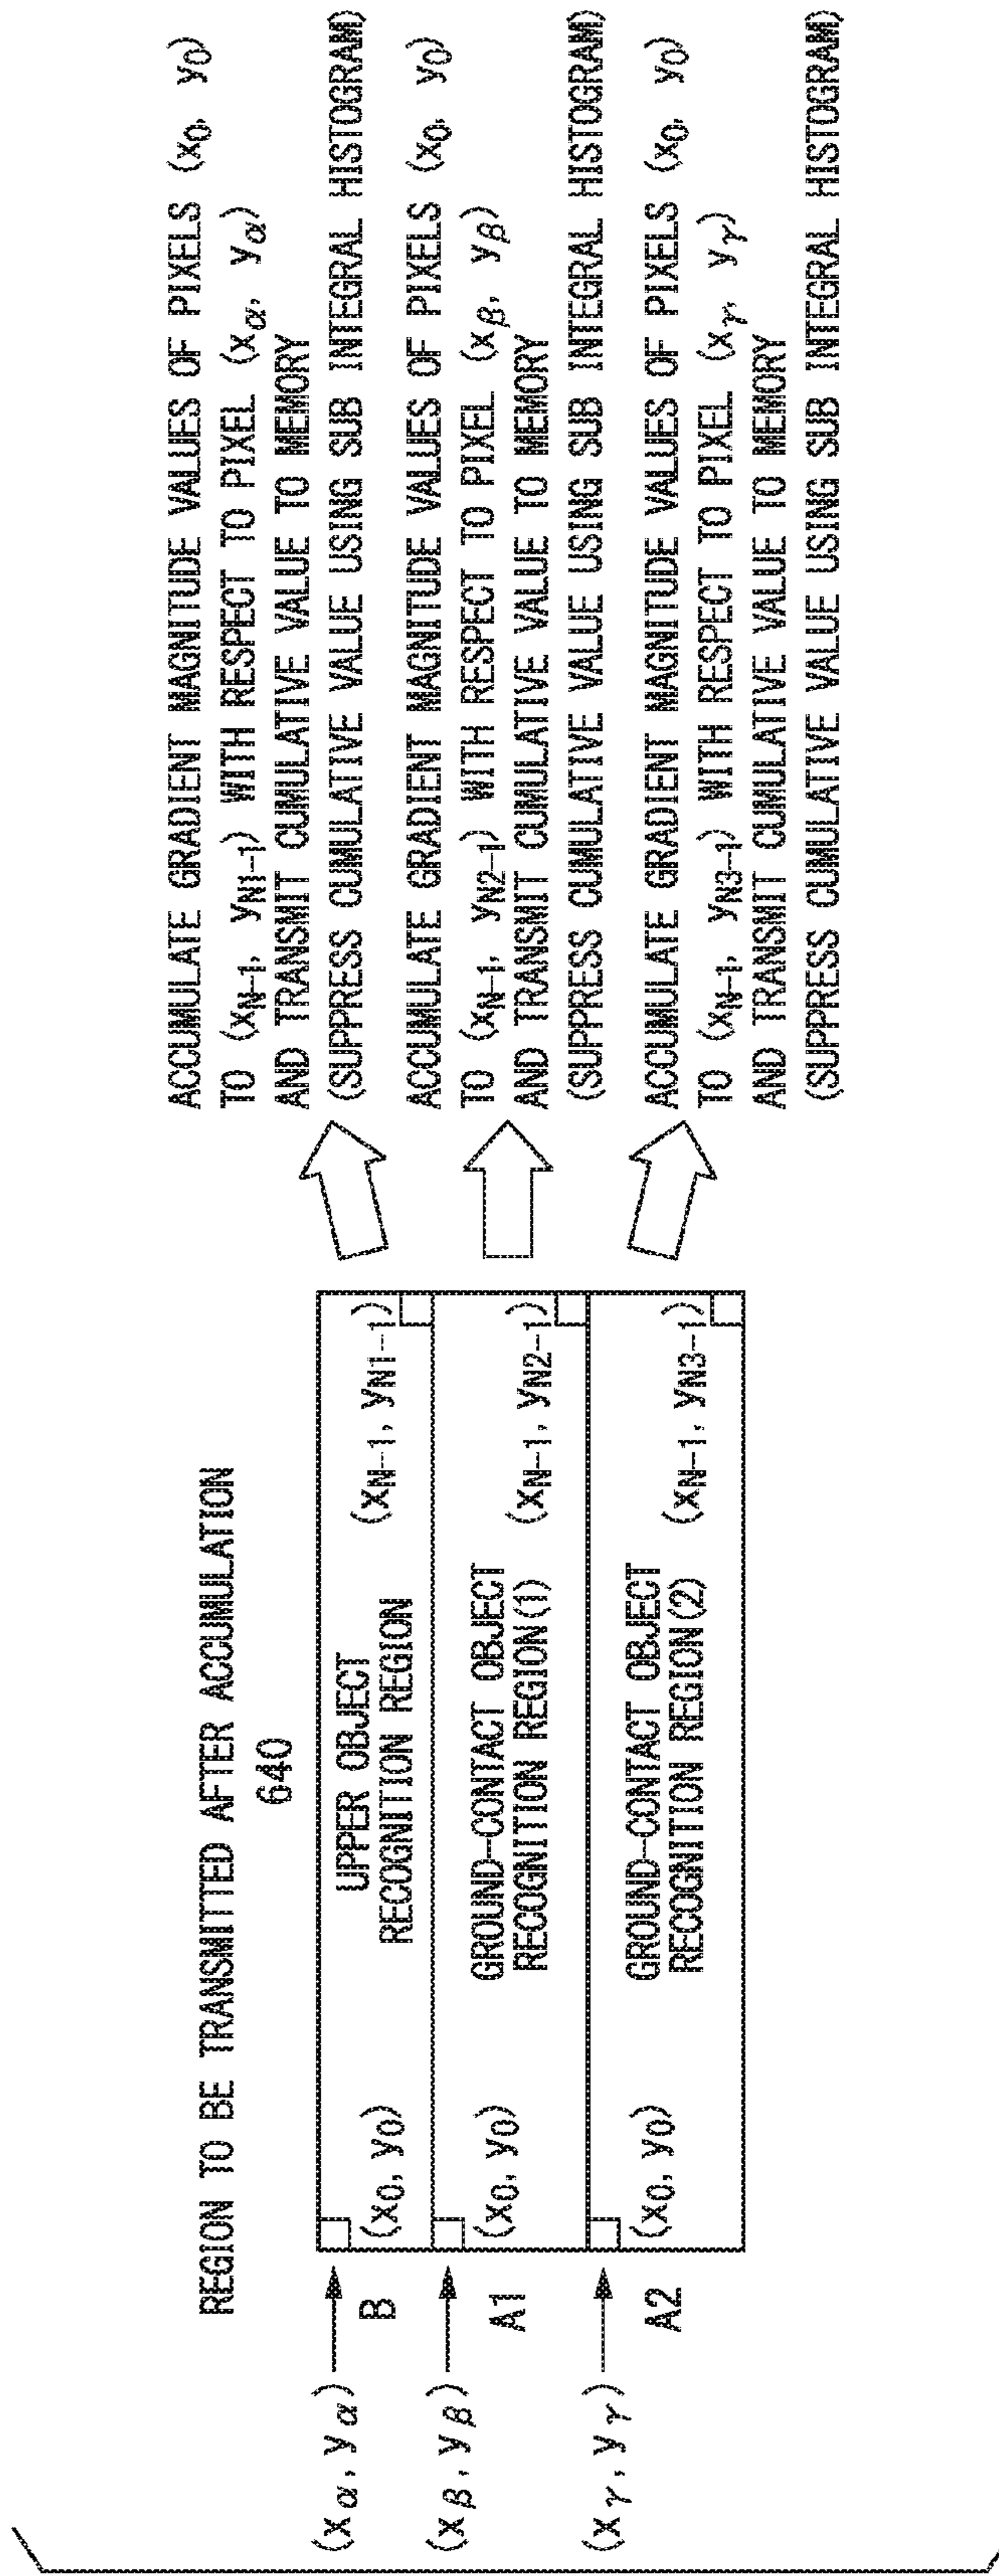 REGION TO BE TRANSMITTED AFTER ACCUMULATION
640
(xα, yα)
B
(x0, y0)
UPPER OBJECT
RECOGNITION REGION
(xN-1, yN1-1)
(xβ, yβ)
A1
(x0, y0)
GROUND-CONTACT OBJECT
RECOGNITION REGION(1)
(xN-1, yN2-1)
(xγ, yγ)
A2
(x0, y0)
GROUND-CONTACT OBJECT
RECOGNITION REGION(2)
(xN-1, yN3-1)
ACCUMULATE GRADIENT MAGNITUDE VALUES OF PIXELS (x0, y0)
TO (xN-1, yN1-1) WITH RESPECT TO PIXEL (xα, yα)
AND TRANSMIT CUMULATIVE VALUE TO MEMORY
(SUPPRESS CUMULATIVE VALUE USING SUB INTEGRAL HISTOGRAM)
ACCUMULATE GRADIENT MAGNITUDE VALUES OF PIXELS (x0, y0)
TO (xN-1, yN2-1) WITH RESPECT TO PIXEL (xβ, yβ)
AND TRANSMIT CUMULATIVE VALUE TO MEMORY
(SUPPRESS CUMULATIVE VALUE USING SUB INTEGRAL HISTOGRAM)
ACCUMULATE GRADIENT MAGNITUDE VALUES OF PIXELS (x0, y0)
TO (xN-1, yN3-1) WITH RESPECT TO PIXEL (xγ, yγ)
AND TRANSMIT CUMULATIVE VALUE TO MEMORY
(SUPPRESS CUMULATIVE VALUE USING SUB INTEGRAL HISTOGRAM)